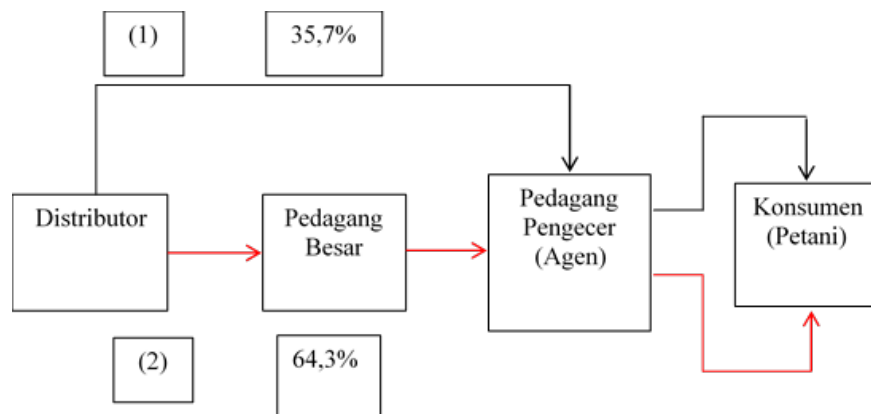 (1)
35,7%
Distributor
Pedagang
Besar
Pedagang
Pengecer
(Agen)
Konsumen
(Petani)
(2)
64,3%